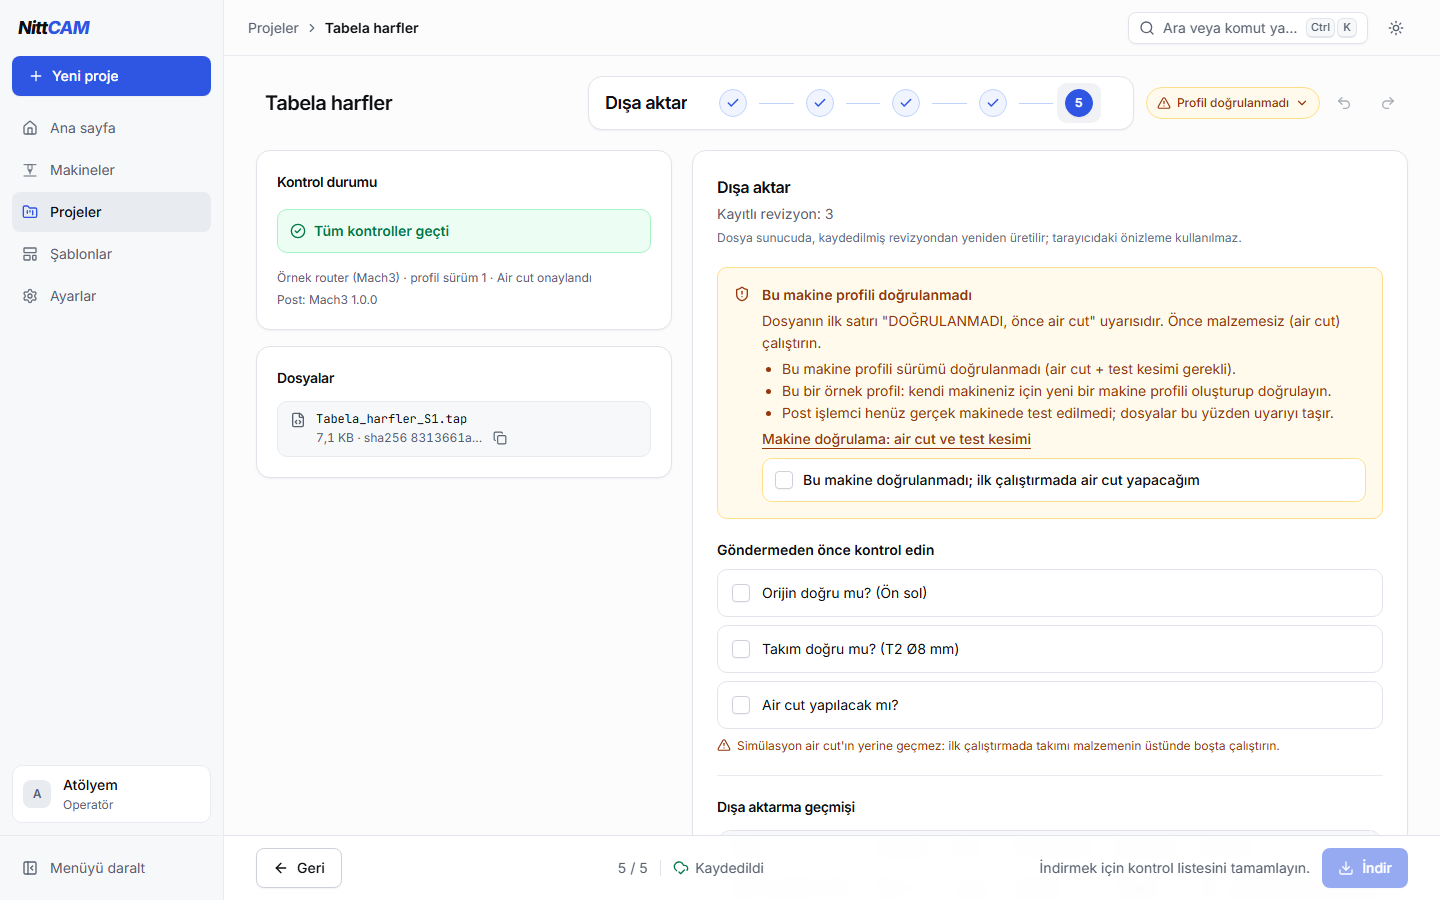 NittCAM
Yeni proje
Ana sayfa
Makineler
Projeler
Şablonlar
Ayarlar
A
Atölyem
Operatör
Menüyü daralt
Projeler > Tabela harfler
Ara veya komut ya... Ctrl K
Tabela harfler
Dışa aktar
5
Profil doğrulanmadı
Kontrol durumu
Tüm kontroller geçti
Örnek router (Mach3) · profil sürüm 1 · Air cut onaylandı
Post: Mach3 1.0.0
Dosyalar
Tabela_harfler_S1.tap
7,1 KB · sha256 8313661a...
Dışa aktar
Kayıtlı revizyon: 3
Dosya sunucuda, kaydedilmiş revizyondan yeniden üretilir; tarayıcıdaki önizleme kullanılmaz.
Bu makine profili doğrulanmadı
Dosyanın ilk satırı "DOĞRULANMADI, önce air cut" uyarısıdır. Önce malzemesiz (air cut)
çalıştırın.
• Bu makine profili sürümü doğrulanmadı (air cut + test kesimi gerekli).
• Bu bir örnek profil: kendi makineniz için yeni bir makine profili oluşturup doğrulayın.
• Post işlemci henüz gerçek makinede test edilmedi; dosyalar bu yüzden uyarıyı taşır.
Makine doğrulama: air cut ve test kesimi
Bu makine doğrulanmadı; ilk çalıştırmada air cut yapacağım
Göndermeden önce kontrol edin
Orijin doğru mu? (Ön sol)
Takım doğru mu? (T2 Ø8 mm)
Air cut yapılacak mı?
Simülasyon air cut'ın yerine geçmez: ilk çalıştırmada takımı malzemenin üstünde boşta çalıştırın.
Dışa aktarma geçmişi
Geri
5 / 5
Kaydedildi
İndirmek için kontrol listesini tamamlayın.
İndir